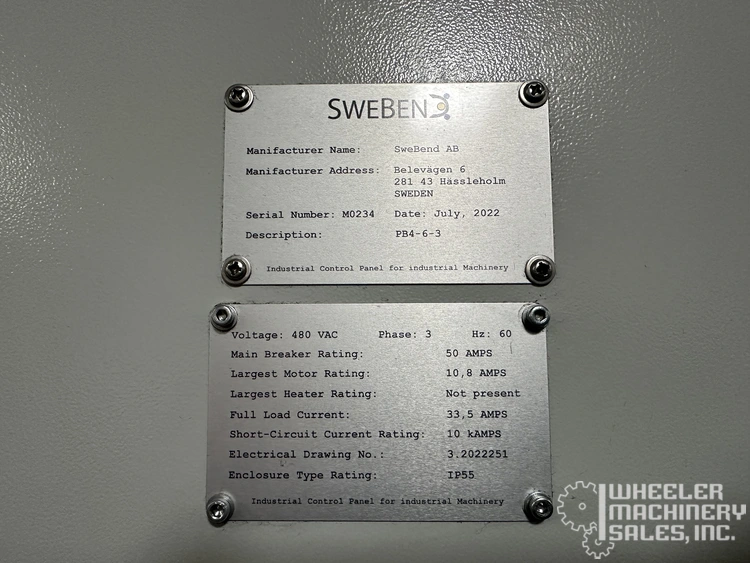 SWEBEND
Manifacturer Name: SweBend AB
Manifacturer Address: Belevägen 6
281 43 Hässleholm
SWEDEN
Serial Number: M0234 Date: July, 2022
Description: PB4-6-3
Industrial Control Panel for industrial Machinery
Voltage: 480 VAC Phase: 3 Hz: 60
Main Breaker Rating: 50 AMPS
Largest Motor Rating: 10,8 AMPS
Largest Heater Rating: Not present
Full Load Current: 33,5 AMPS
Short-Circuit Current Rating: 10 kAMPS
Electrical Drawing No.: 3.2022251
Enclosure Type Rating: IP55
Industrial Control Panel for industrial Machinery
WHEELER
MACHINERY
SALES, INC.